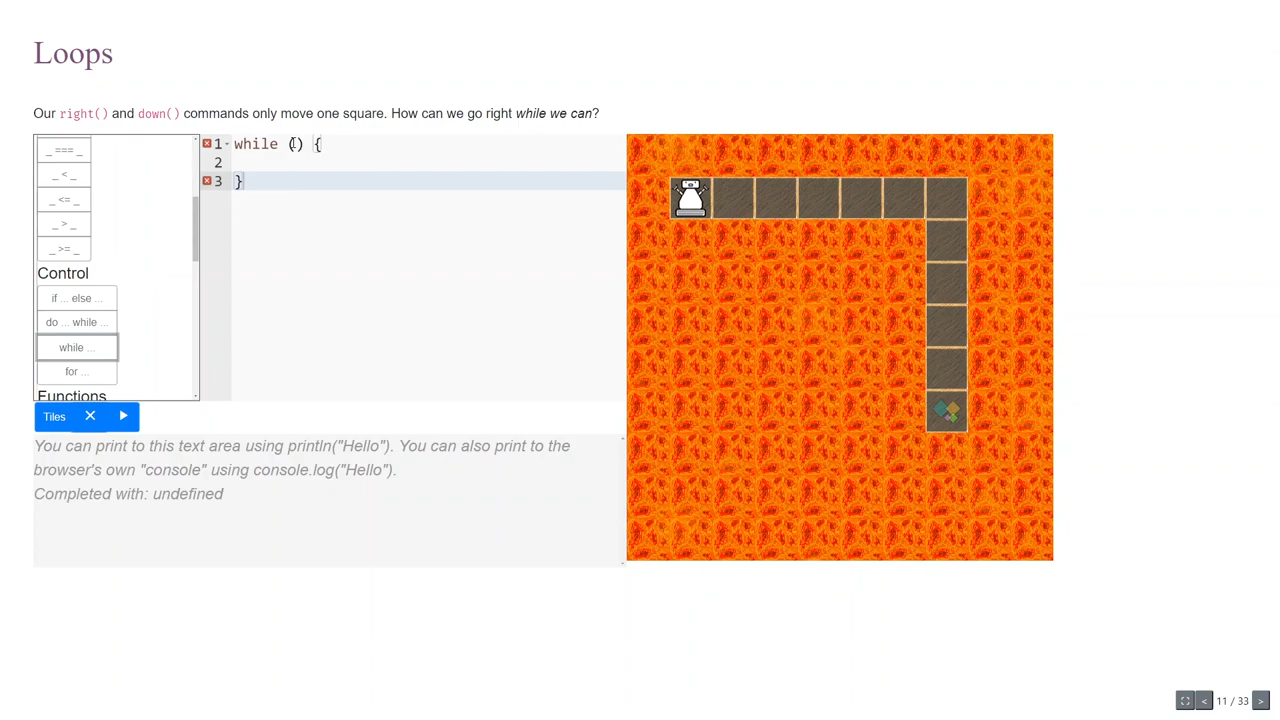 Loops
Our right() and down() commands only move one square. How can we go right while we can?
_ === _
_ < _
_ <= _
_ > _
_ >= _
Control
if ... else ...
do ... while ...
while ...
for ...
Functions
1 while () {
2
3 }
Tiles
You can print to this text area using println("Hello"). You can also print to the
browser's own "console" using console.log("Hello").
Completed with: undefined
< 11 / 33 >